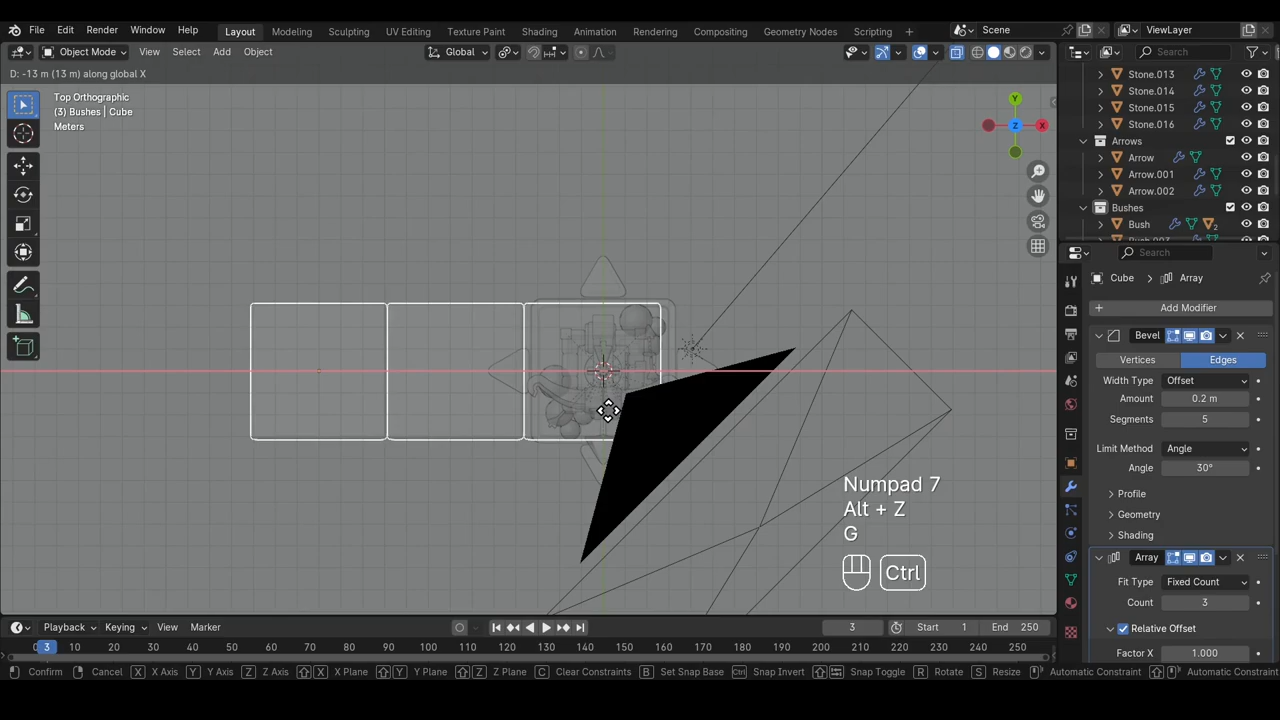 File Edit Render Window Help Layout Modeling Sculpting UV Editing Texture Paint Shading Animation Rendering Compositing Geometry Nodes Scripting + Scene ViewLayer
Object Mode View Select Add Object Global Search
D: -13 m (13 m) along global X
Top Orthographic
(3) Bushes | Cube
Meters
Y
Z
X
Stone.013
Stone.014
Stone.015
Stone.016
Arrows
Arrow
Arrow.001
Arrow.002
Bushes
Bush 2
Search
Cube > Array
+ Add Modifier
Bevel
Vertices Edges
Width Type Offset
Amount 0.2 m
Segments 5
Limit Method Angle
Angle 30°
Profile
Geometry
Shading
Array
Fit Type Fixed Count
Count 3
Relative Offset
Factor X 1.000
Numpad 7
Alt + Z
G
Ctrl
Playback Keying View Marker 3 Start 1 End 250
0 3 10 20 30 40 50 60 70 80 90 100 110 120 130 140 150 160 170 180 190 200 210 220 230 240 250
Confirm Cancel X X Axis Y Y Axis Z Z Axis X X Plane Y Y Plane Z Z Plane C Clear Constraints B Set Snap Base Ctrl Snap Invert Snap Toggle R Rotate S Resize Automatic Constraint Automatic Constraint